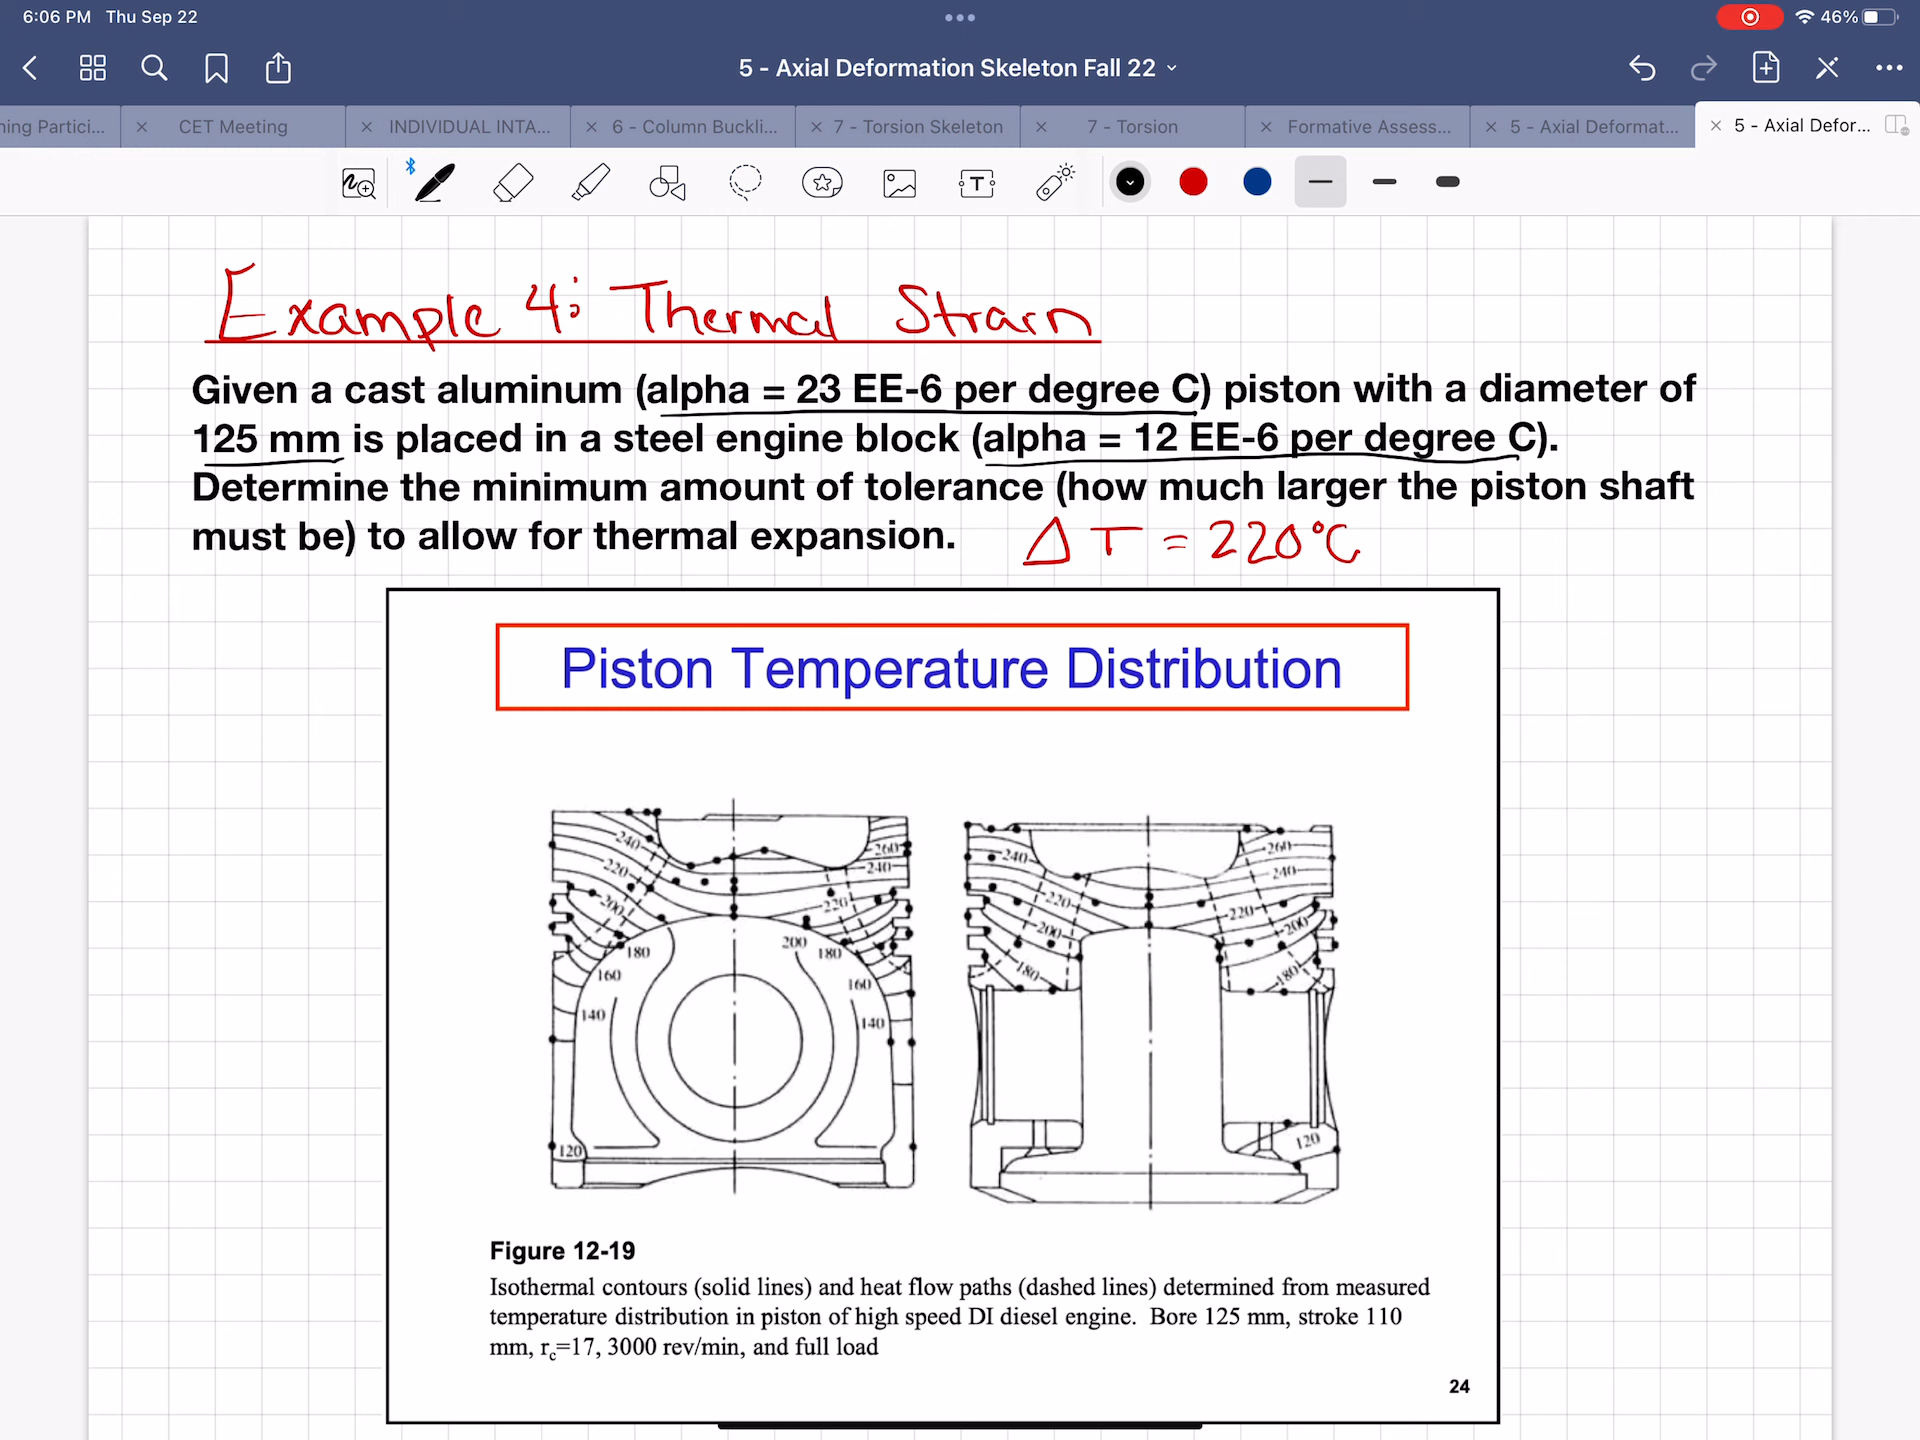 6:06 PM Thu Sep 22
46%
5 - Axial Deformation Skeleton Fall 22
ning Partici...
CET Meeting
INDIVIDUAL INTA...
6 - Column Buckli...
7 - Torsion Skeleton
7 - Torsion
Formative Assess...
5 - Axial Deformat...
5 - Axial Defor...
Example 4: Thermal Strain
Given a cast aluminum (alpha = 23 EE-6 per degree C) piston with a diameter of
125 mm is placed in a steel engine block (alpha = 12 EE-6 per degree C).
Determine the minimum amount of tolerance (how much larger the piston shaft
must be) to allow for thermal expansion. ΔT = 220°C
Piston Temperature Distribution
240 260 240 260
220 240 240
200 220 220 220 200
180 200 180 200
160 160 180 180
140 140
120 120
Figure 12-19
Isothermal contours (solid lines) and heat flow paths (dashed lines) determined from measured
temperature distribution in piston of high speed DI diesel engine. Bore 125 mm, stroke 110
mm, rc=17, 3000 rev/min, and full load
24